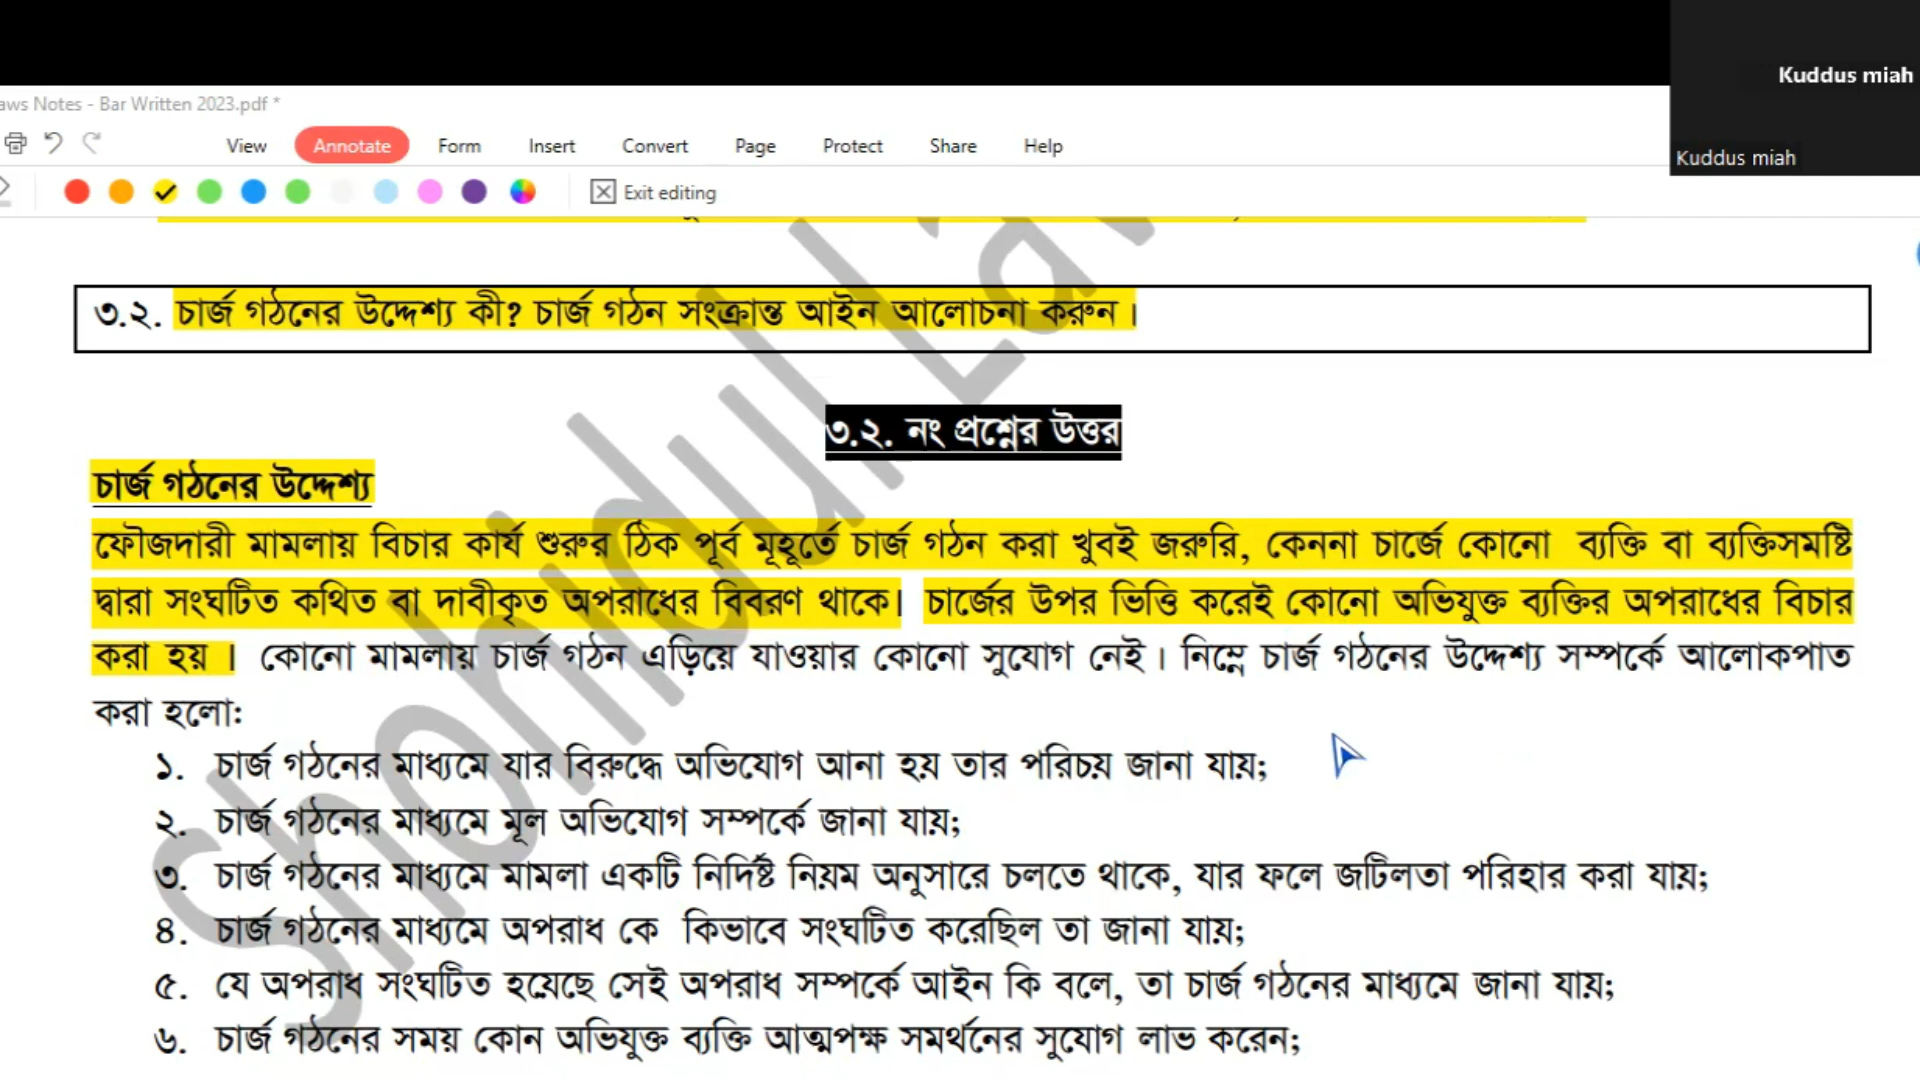 Kuddus miah
aws Notes - Bar Written 2023.pdf *
View Annotate Form Insert Convert Page Protect Share Help
Kuddus miah
Exit editing
৩.২. চার্জ গঠনের উদ্দেশ্য কী? চার্জ গঠন সংক্রান্ত আইন আলোচনা করুন।
৩.২. নং প্রশ্নের উত্তর
চার্জ গঠনের উদ্দেশ্য
ফৌজদারী মামলায় বিচার কার্য শুরুর ঠিক পূর্ব মূহূর্তে চার্জ গঠন করা খুবই জরুরি, কেননা চার্জে কোনো ব্যক্তি বা ব্যক্তিসমষ্টি
দ্বারা সংঘটিত কথিত বা দাবীকৃত অপরাধের বিবরণ থাকে। চার্জের উপর ভিত্তি করেই কোনো অভিযুক্ত ব্যক্তির অপরাধের বিচার
করা হয়। কোনো মামলায় চার্জ গঠন এড়িয়ে যাওয়ার কোনো সুযোগ নেই। নিম্নে চার্জ গঠনের উদ্দেশ্য সম্পর্কে আলোকপাত
করা হলো:
১. চার্জ গঠনের মাধ্যমে যার বিরুদ্ধে অভিযোগ আনা হয় তার পরিচয় জানা যায়;
২. চার্জ গঠনের মাধ্যমে মূল অভিযোগ সম্পর্কে জানা যায়;
৩. চার্জ গঠনের মাধ্যমে মামলা একটি নির্দিষ্ট নিয়ম অনুসারে চলতে থাকে, যার ফলে জটিলতা পরিহার করা যায়;
৪. চার্জ গঠনের মাধ্যমে অপরাধ কে কিভাবে সংঘটিত করেছিল তা জানা যায়;
৫. যে অপরাধ সংঘটিত হয়েছে সেই অপরাধ সম্পর্কে আইন কি বলে, তা চার্জ গঠনের মাধ্যমে জানা যায়;
৬. চার্জ গঠনের সময় কোন অভিযুক্ত ব্যক্তি আত্মপক্ষ সমর্থনের সুযোগ লাভ করেন;
Shohidul La